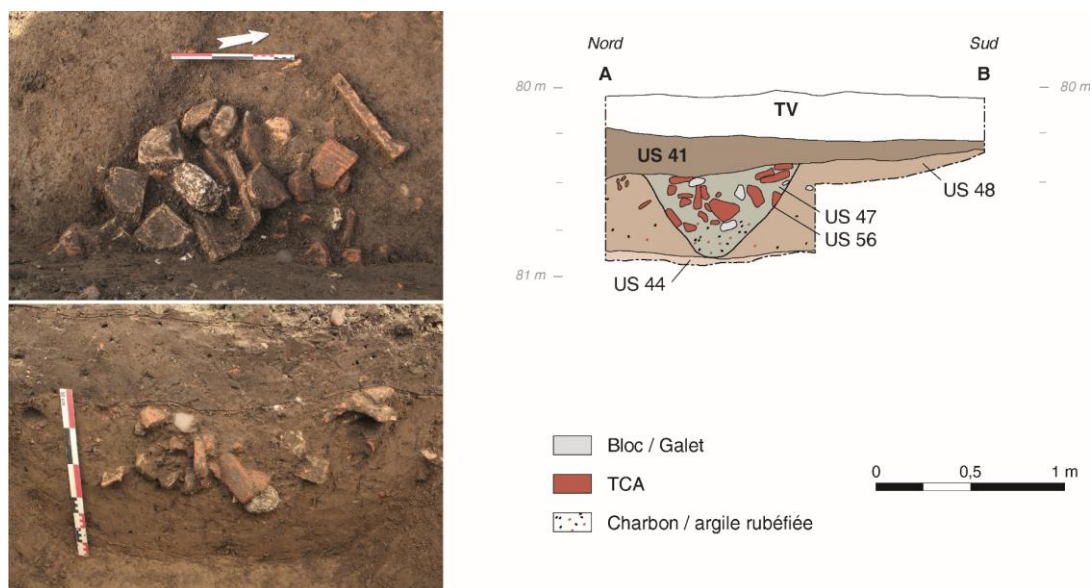 Nord
Sud
A
B
80 m
80 m
TV
US 41
US 48
US 47
US 56
US 44
81 m
Bloc / Galet
TCA
Charbon / argile rubéfiée
0
0,5
1 m